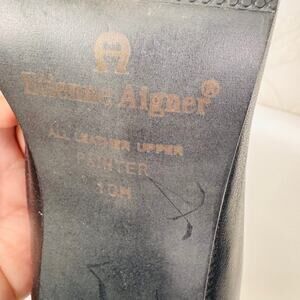 Etienne Aigner®
ALL LEATHER UPPER
POINTER
10M